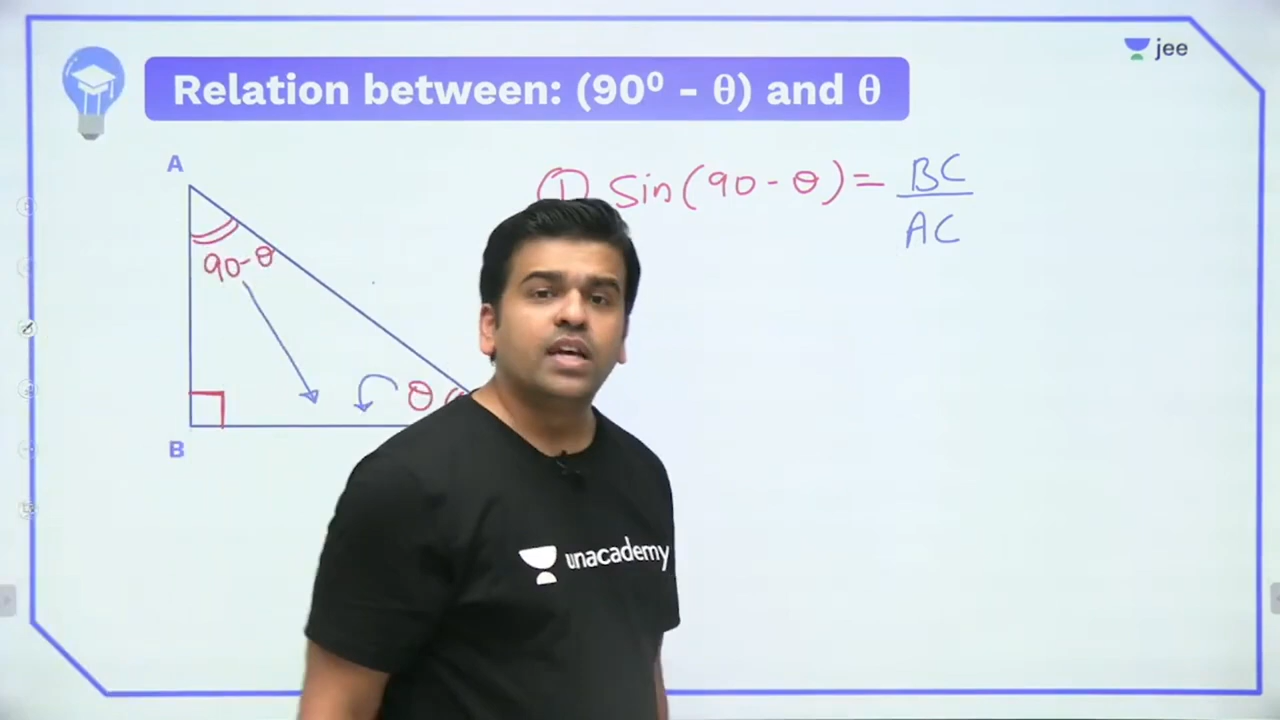 jee
Relation between: (90⁰ - θ) and θ
A
① Sin(90-θ) = BC
AC
90-θ
θ
B
unacademy